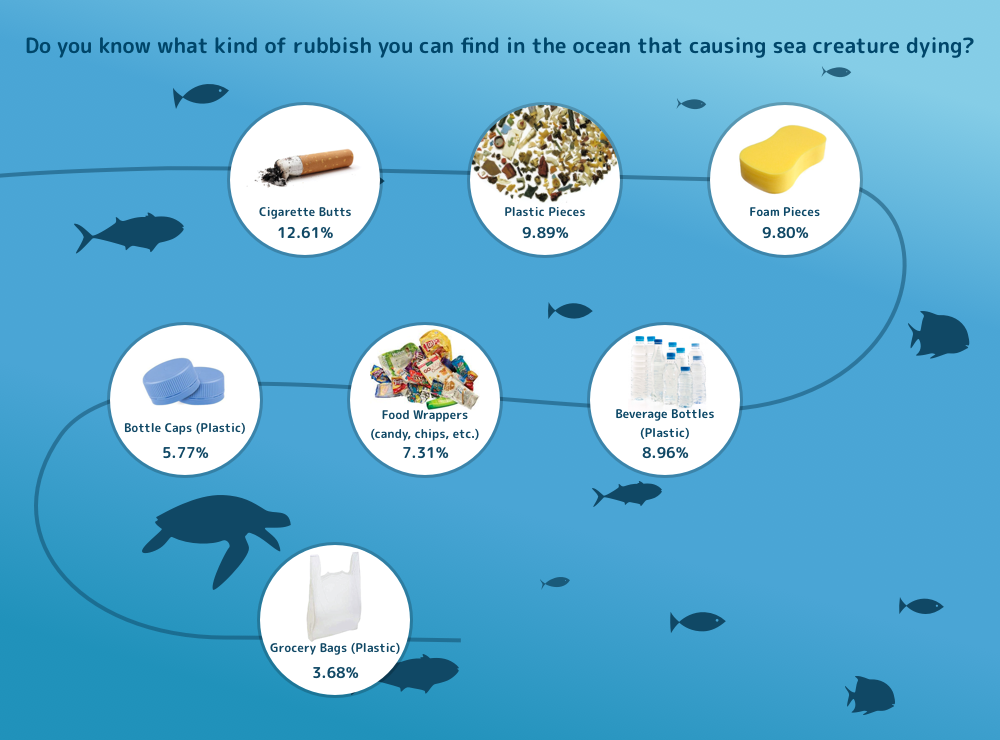 Do you know what kind of rubbish you can find in the ocean that causing sea creature dying?
Cigarette Butts
12.61%
Plastic Pieces
9.89%
Foam Pieces
9.80%
Bottle Caps (Plastic)
5.77%
Food Wrappers
(candy, chips, etc.)
7.31%
Beverage Bottles
(Plastic)
8.96%
Grocery Bags (Plastic)
3.68%